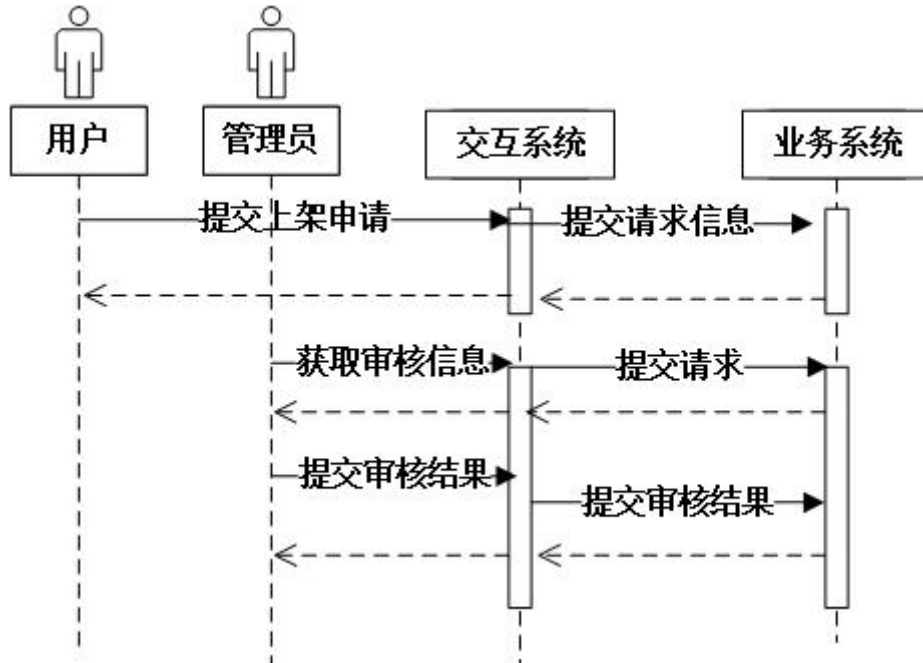 用户
管理员
交互系统
业务系统
提交上架申请
提交请求信息
获取审核信息
提交请求
提交审核结果
提交审核结果